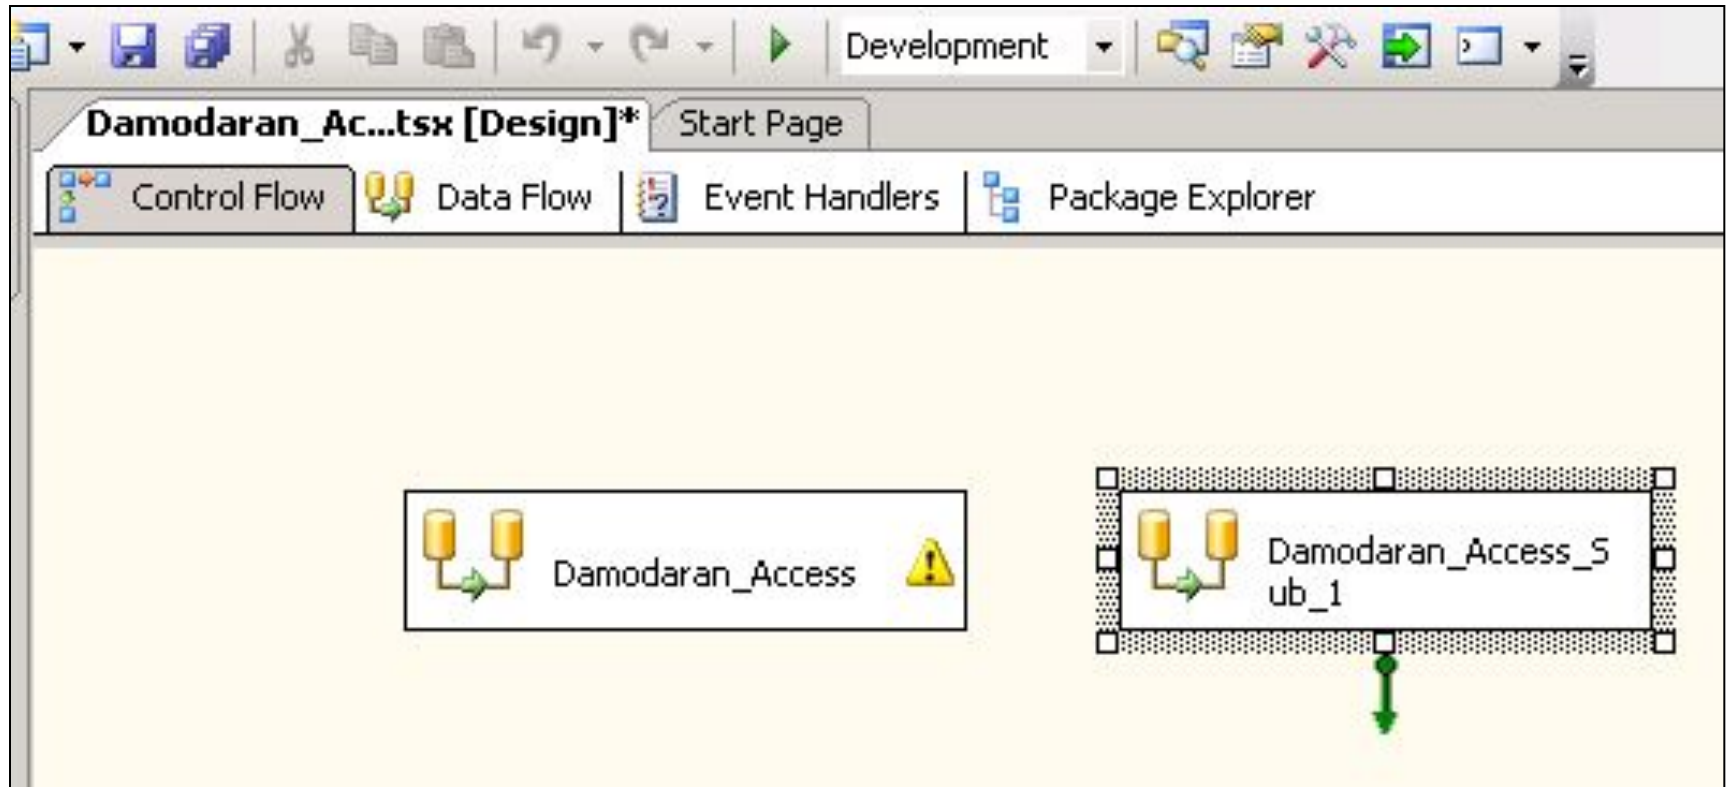 Development
Damodaran_Ac...tsx [Design]* Start Page
Control Flow Data Flow Event Handlers Package Explorer
Damodaran_Access
Damodaran_Access_S
ub_1